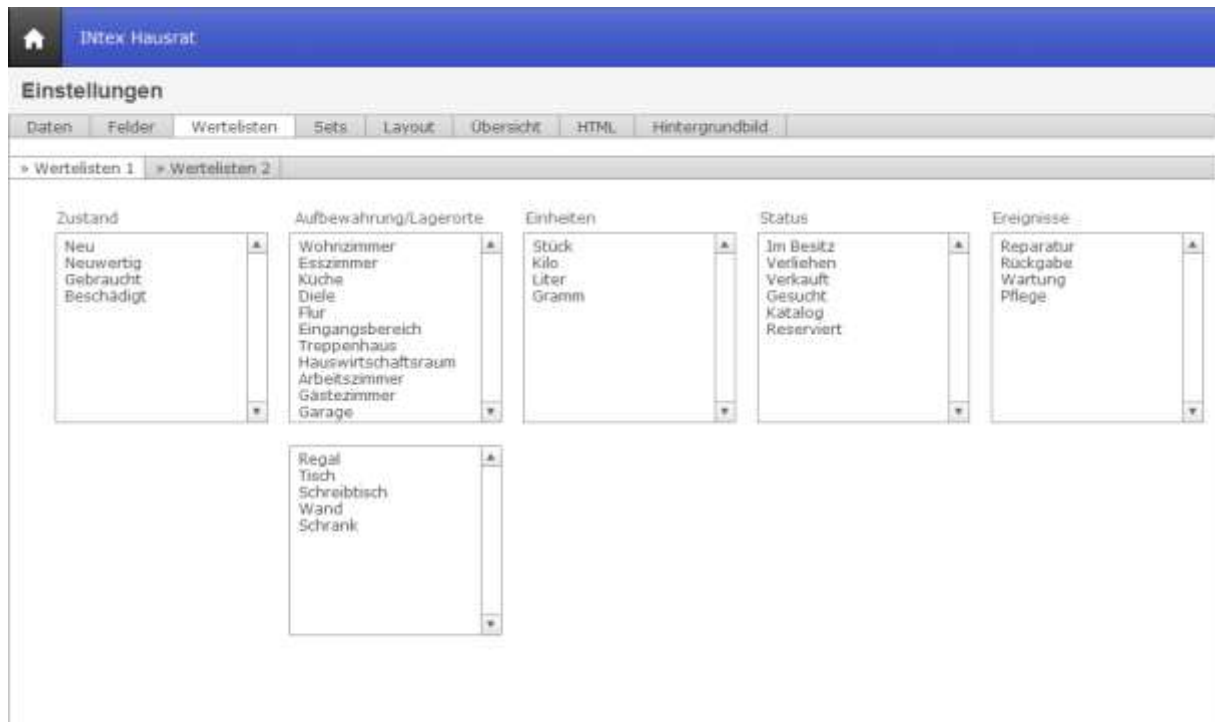 INtex Hausrat
Einstellungen
Daten Felder Wertelisten Sets Layout Übersicht HTML Hintergrundbild
» Wertelisten 1 » Wertelisten 2
Zustand
Neu
Neuwertig
Gebraucht
Beschädigt
Aufbewahrung/Lagerorte
Wohnzimmer
Esszimmer
Küche
Diele
Flur
Eingangsbereich
Treppenhaus
Hauswirtschaftsraum
Arbeitszimmer
Gästezimmer
Garage
Regal
Tisch
Schreibtisch
Wand
Schrank
Einheiten
Stück
Kilo
Liter
Gramm
Status
Im Besitz
Verliehen
Verkauft
Gesucht
Katalog
Reserviert
Ereignisse
Reparatur
Rückgabe
Wartung
Pflege